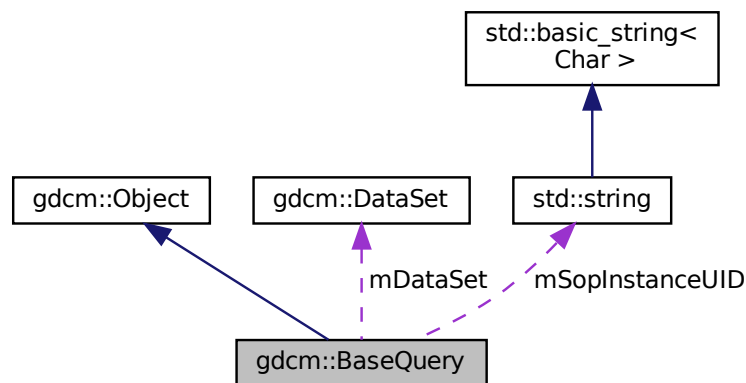 std::basic_string<
Char >
gdcm::Object
gdcm::DataSet
std::string
mDataSet
mSopInstanceUID
gdcm::BaseQuery